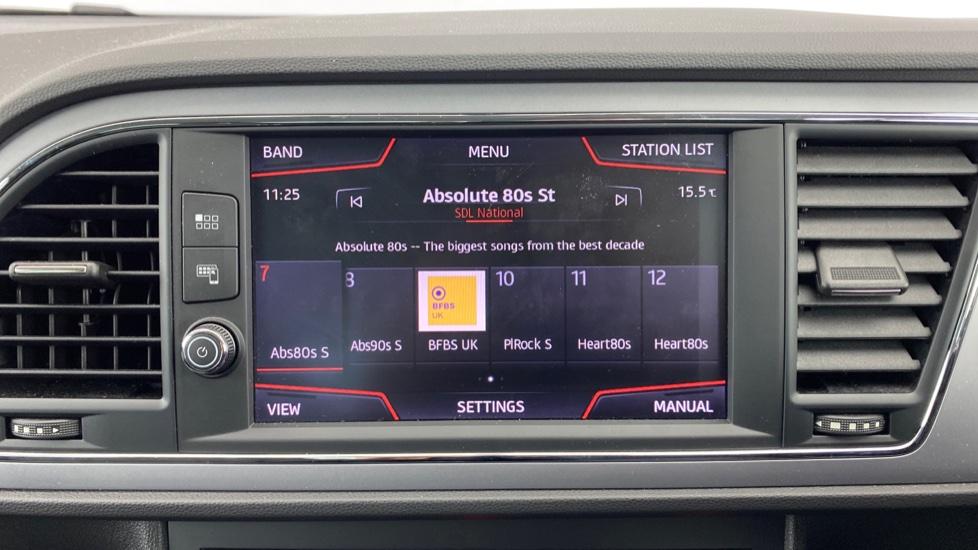 BAND
MENU
STATION LIST
11:25
Absolute 80s St
15.5℃
SDL National
Absolute 80s -- The biggest songs from the best decade
7
8
10
11
12
BFBS
UK
Abs80s S
Abs90s S
BFBS UK
PlRock S
Heart80s
Heart80s
VIEW
SETTINGS
MANUAL